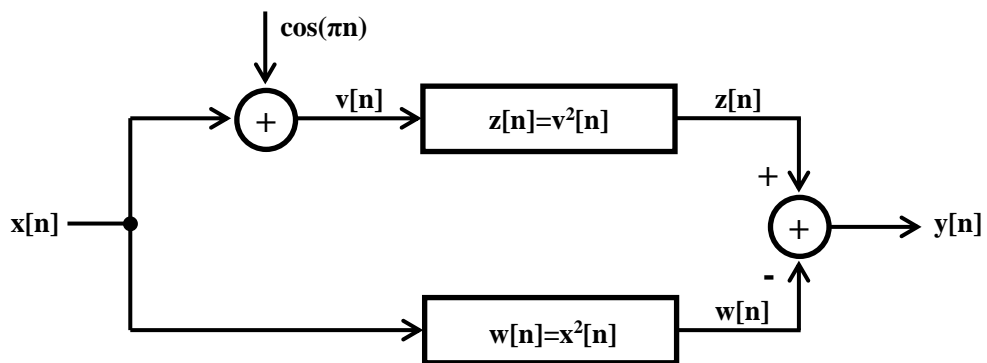 cos(πn)
+
v[n]
z[n]=v²[n]
z[n]
+
x[n]
+
y[n]
-
w[n]=x²[n]
w[n]